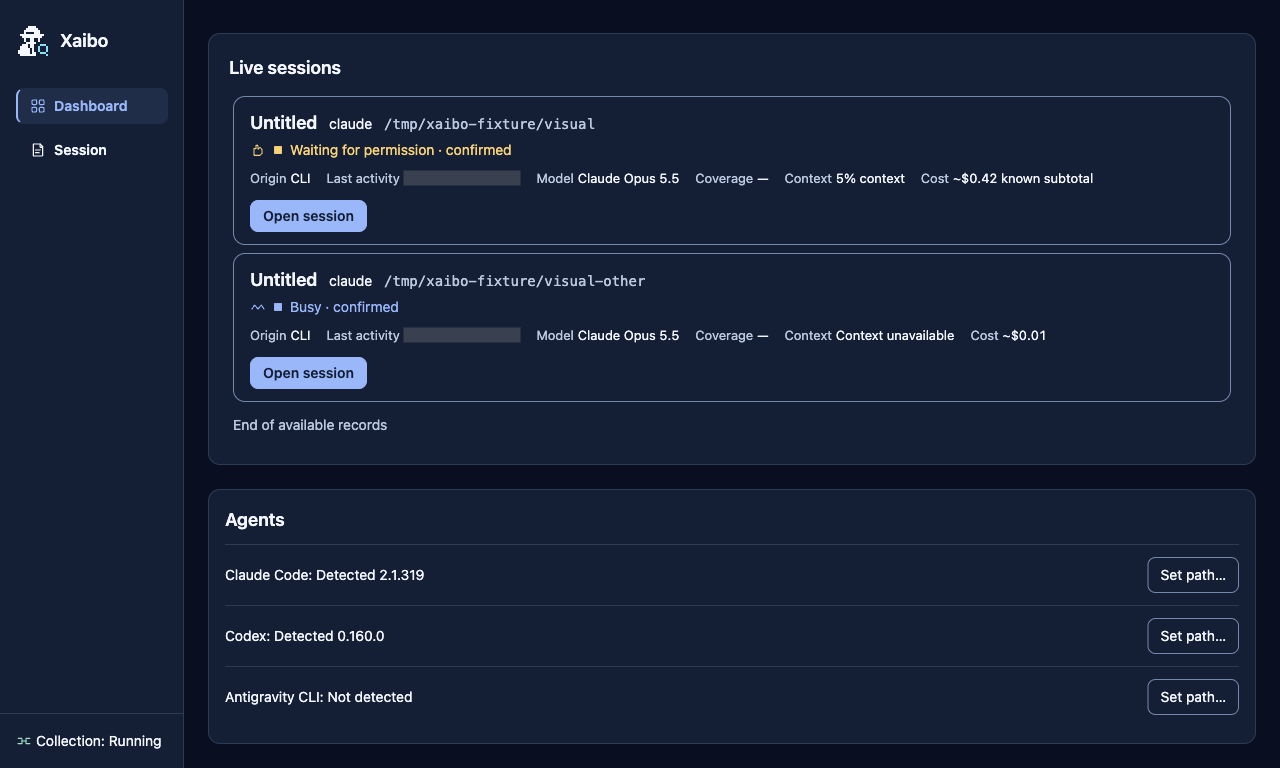 Xaibo
Dashboard
Session
Live sessions
Untitled claude /tmp/xaibo-fixture/visual
Waiting for permission · confirmed
Origin CLI Last activity Model Claude Opus 5.5 Coverage — Context 5% context Cost ~$0.42 known subtotal
Open session
Untitled claude /tmp/xaibo-fixture/visual-other
Busy · confirmed
Origin CLI Last activity Model Claude Opus 5.5 Coverage — Context Context unavailable Cost ~$0.01
Open session
End of available records
Agents
Claude Code: Detected 2.1.319 Set path...
Codex: Detected 0.160.0 Set path...
Antigravity CLI: Not detected Set path...
Collection: Running